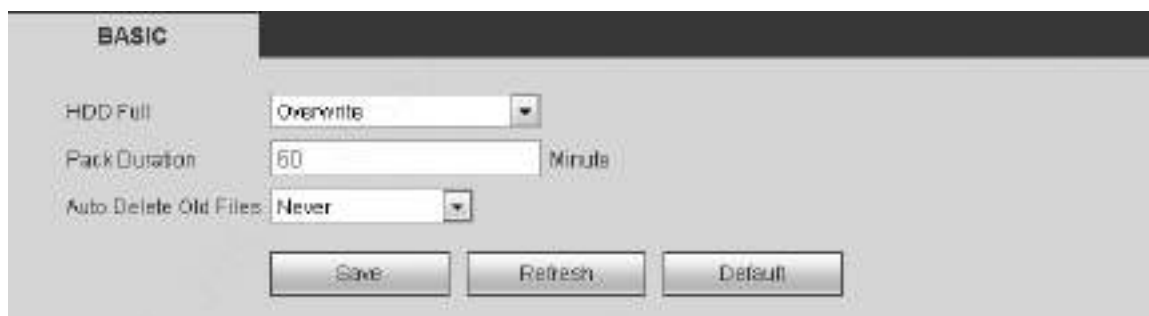 BASIC
HDD Full Overwrite
Pack Duration 60 Minute
Auto Delete Old Files Never
Save Refresh Default